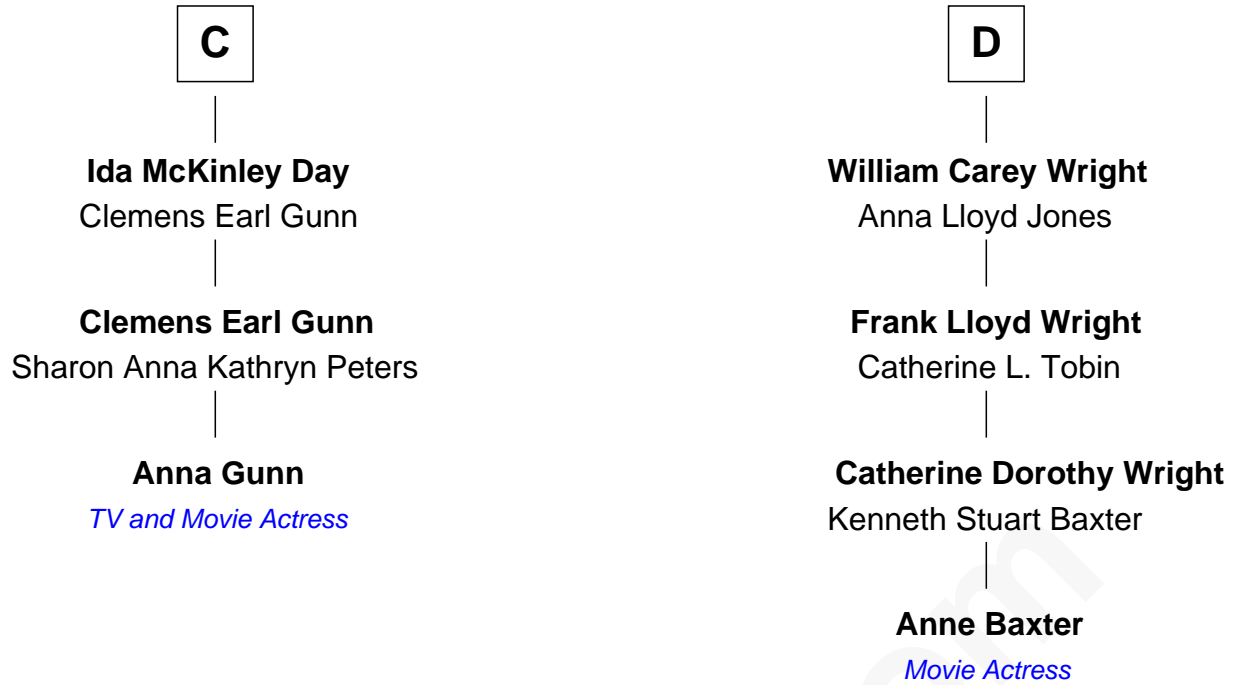 C
Ida McKinley Day
Clemens Earl Gunn
Clemens Earl Gunn
Sharon Anna Kathryn Peters
Anna Gunn
TV and Movie Actress
D
William Carey Wright
Anna Lloyd Jones
Frank Lloyd Wright
Catherine L. Tobin
Catherine Dorothy Wright
Kenneth Stuart Baxter
Anne Baxter
Movie Actress